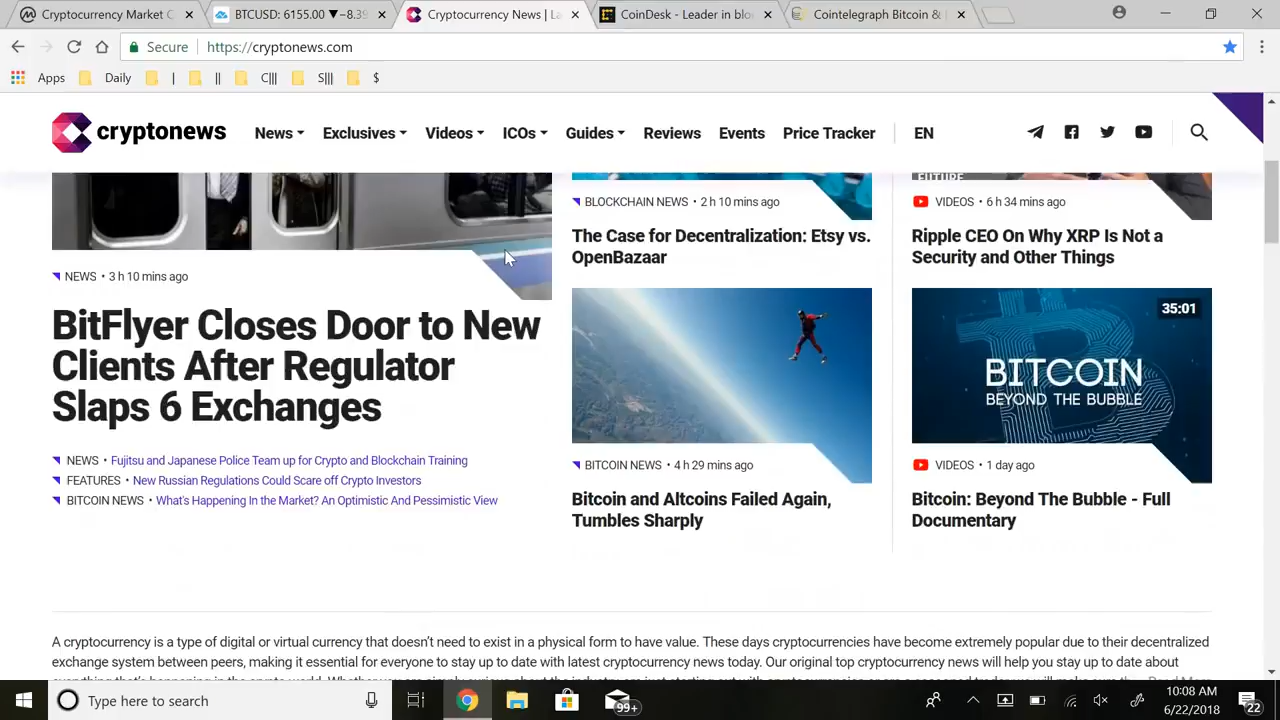 Cryptocurrency Market C
BTCUSD: 6155.00 ▼ 8.39
Cryptocurrency News | La
CoinDesk - Leader in blo
Cointelegraph Bitcoin &
Secure
https://cryptonews.com
Apps
Daily
|
||
C|||
S|||
$
cryptonews
News
Exclusives
Videos
ICOs
Guides
Reviews
Events
Price Tracker
EN
NEWS • 3 h 10 mins ago
BitFlyer Closes Door to New
Clients After Regulator
Slaps 6 Exchanges
NEWS • Fujitsu and Japanese Police Team up for Crypto and Blockchain Training
FEATURES • New Russian Regulations Could Scare off Crypto Investors
BITCOIN NEWS • What's Happening In the Market? An Optimistic And Pessimistic View
BLOCKCHAIN NEWS • 2 h 10 mins ago
The Case for Decentralization: Etsy vs.
OpenBazaar
BITCOIN NEWS • 4 h 29 mins ago
Bitcoin and Altcoins Failed Again,
Tumbles Sharply
FUTURE
VIDEOS • 6 h 34 mins ago
Ripple CEO On Why XRP Is Not a
Security and Other Things
35:01
BITCOIN
BEYOND THE BUBBLE
VIDEOS • 1 day ago
Bitcoin: Beyond The Bubble - Full
Documentary
A cryptocurrency is a type of digital or virtual currency that doesn't need to exist in a physical form to have value. These days cryptocurrencies have become extremely popular due to their decentralized
exchange system between peers, making it essential for everyone to stay up to date with latest cryptocurrency news today. Our original top cryptocurrency news will help you stay up to date about
Type here to search
99+
10:08 AM
6/22/2018
22